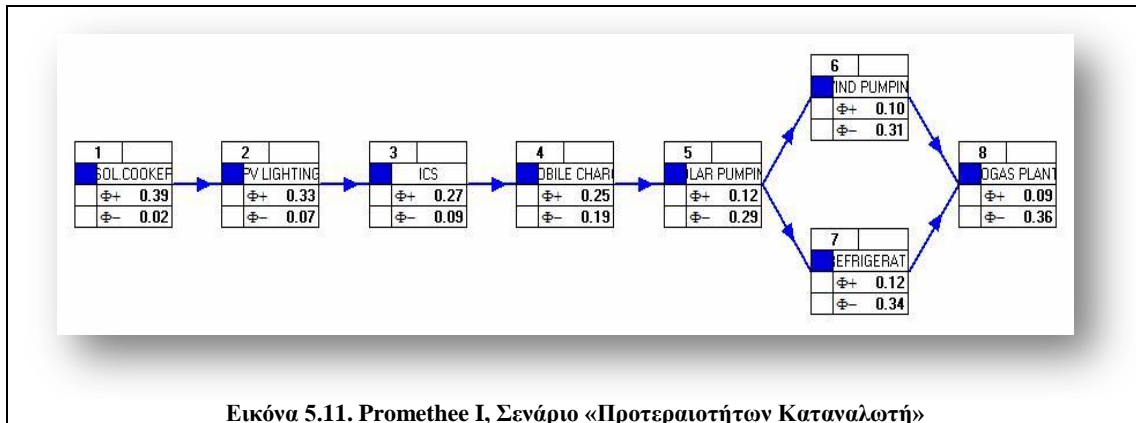 6
IND PUMPIN
Φ+ 0.10
Φ− 0.31
1
SOL.COOKER
Φ+ 0.39
Φ− 0.02
2
PV LIGHTING
Φ+ 0.33
Φ− 0.07
3
ICS
Φ+ 0.27
Φ− 0.09
4
OBILE CHAR
Φ+ 0.25
Φ− 0.19
5
LAR PUMPIN
Φ+ 0.12
Φ− 0.29
8
OGAS PLANT
Φ+ 0.09
Φ− 0.36
7
REFRIGERAT
Φ+ 0.12
Φ− 0.34
Εικόνα 5.11. Promethee I, Σενάριο «Προτεραιοτήτων Καταναλωτή»